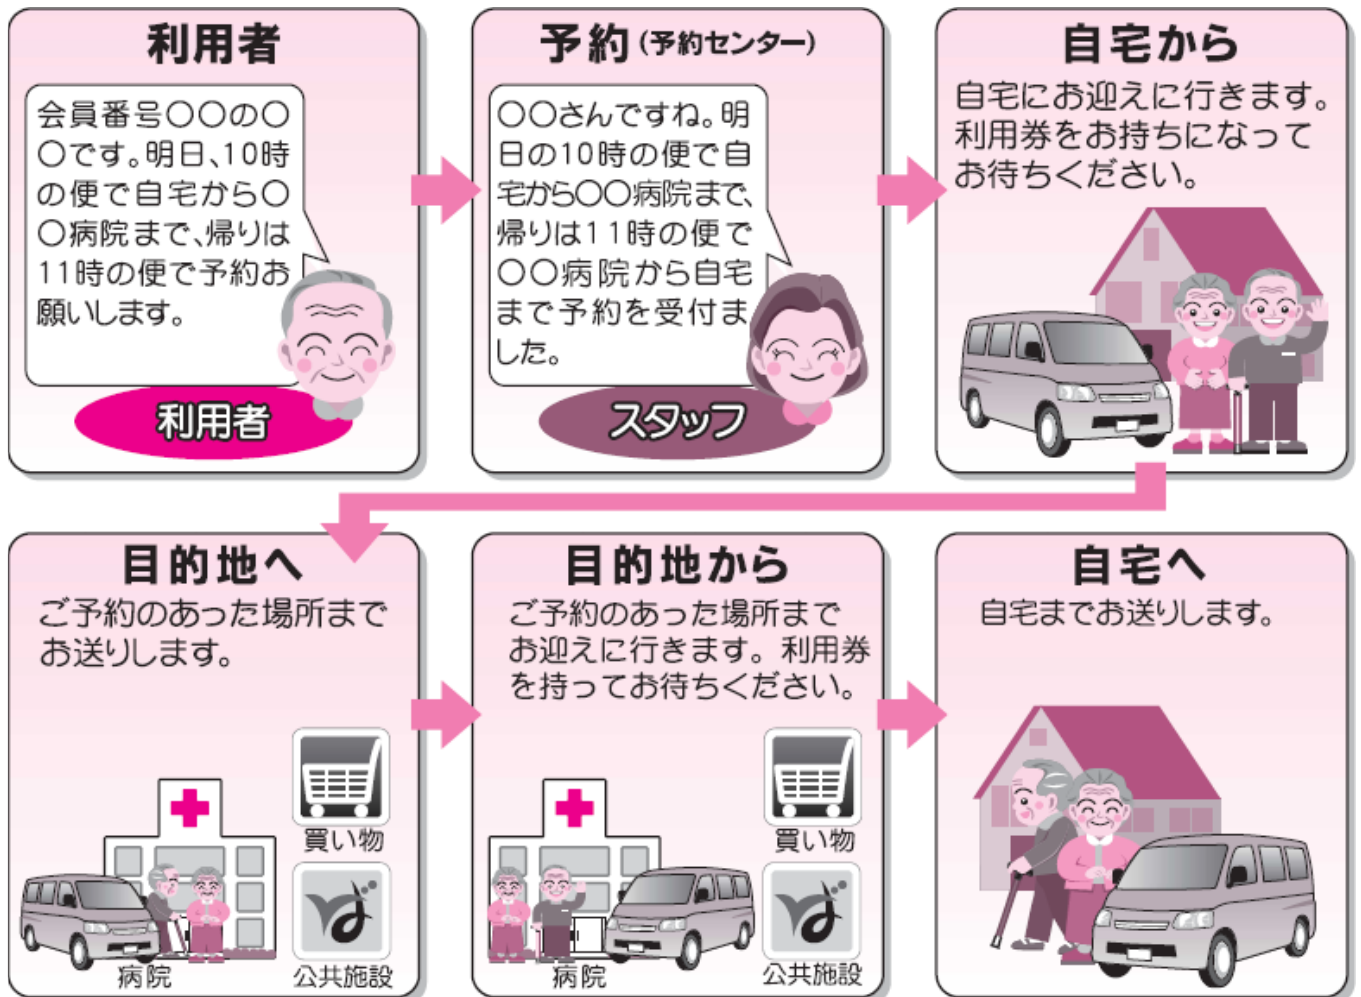 利用者
会員番号〇〇の〇
〇です。明日、10時
の便で自宅から〇
〇病院まで、帰りは
11時の便で予約お
願いします。
利用者
予約(予約センター)
〇〇さんですね。明
日の10時の便で自
宅から〇〇病院まで、
帰りは11時の便で
〇〇病院から自宅
まで予約を受付ま
した。
スタッフ
自宅から
自宅にお迎えに行きます。
利用券をお持ちになって
お待ちください。
目的地へ
ご予約のあった場所まで
お送りします。
買い物
病院
公共施設
目的地から
ご予約のあった場所まで
お迎えに行きます。利用券
を持ってお待ちください。
買い物
病院
公共施設
自宅へ
自宅までお送りします。